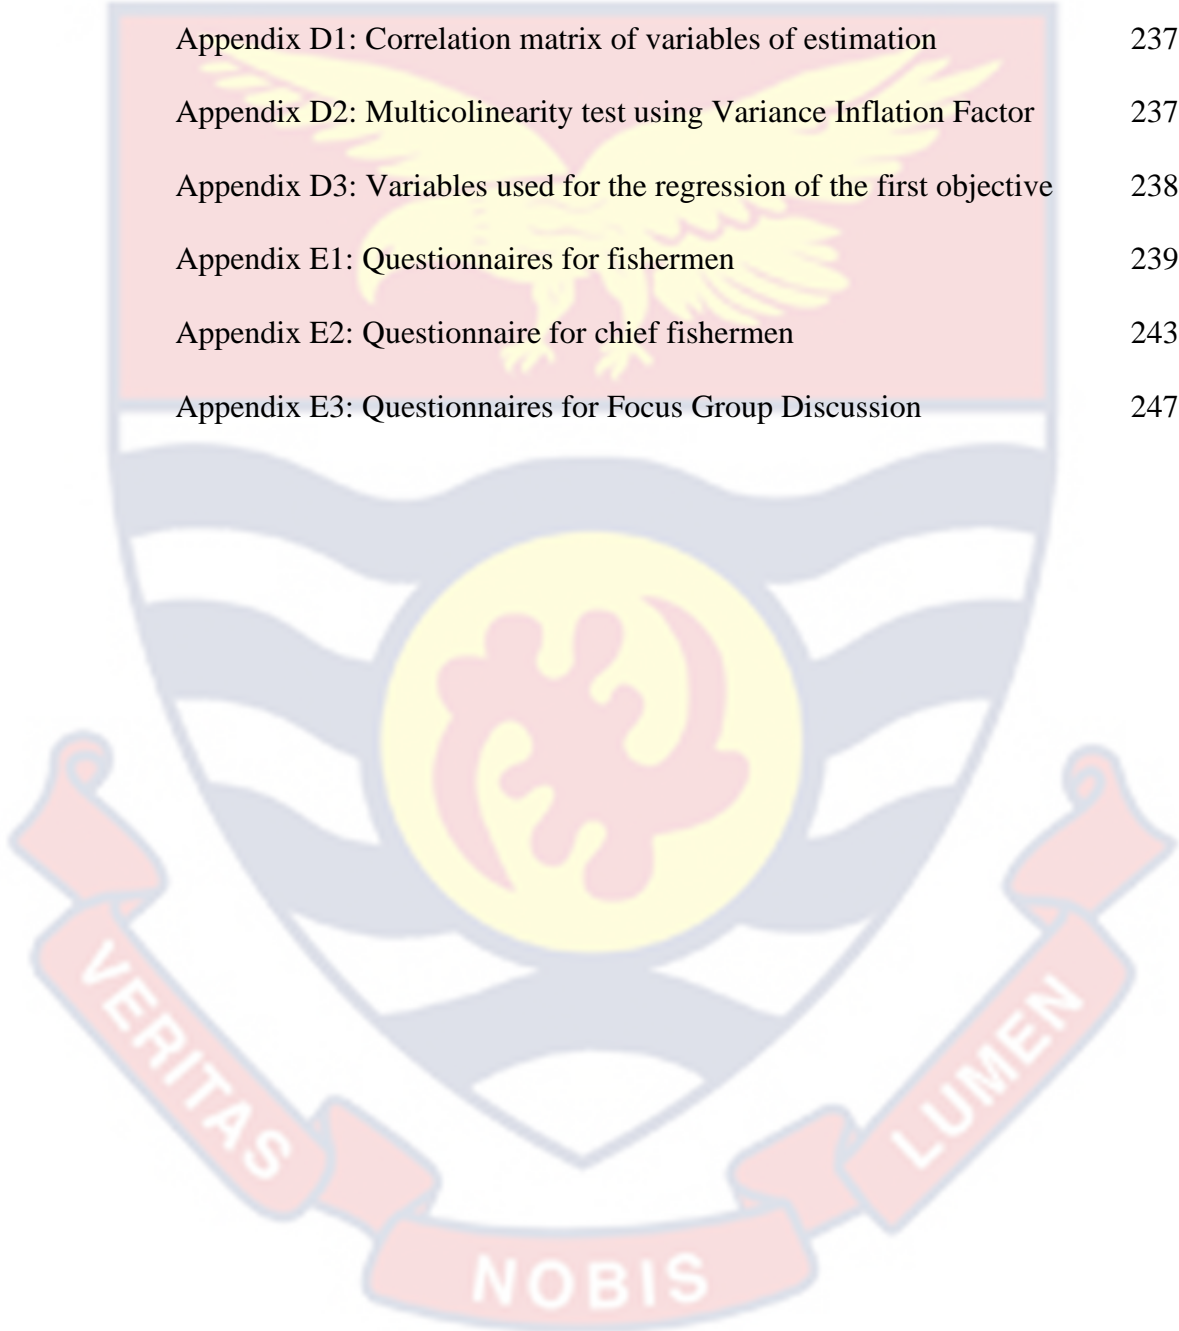 Appendix D1: Correlation matrix of variables of estimation 237
Appendix D2: Multicolinearity test using Variance Inflation Factor 237
Appendix D3: Variables used for the regression of the first objective 238
Appendix E1: Questionnaires for fishermen 239
Appendix E2: Questionnaire for chief fishermen 243
Appendix E3: Questionnaires for Focus Group Discussion 247
VERITAS
NOBIS
LUMEN